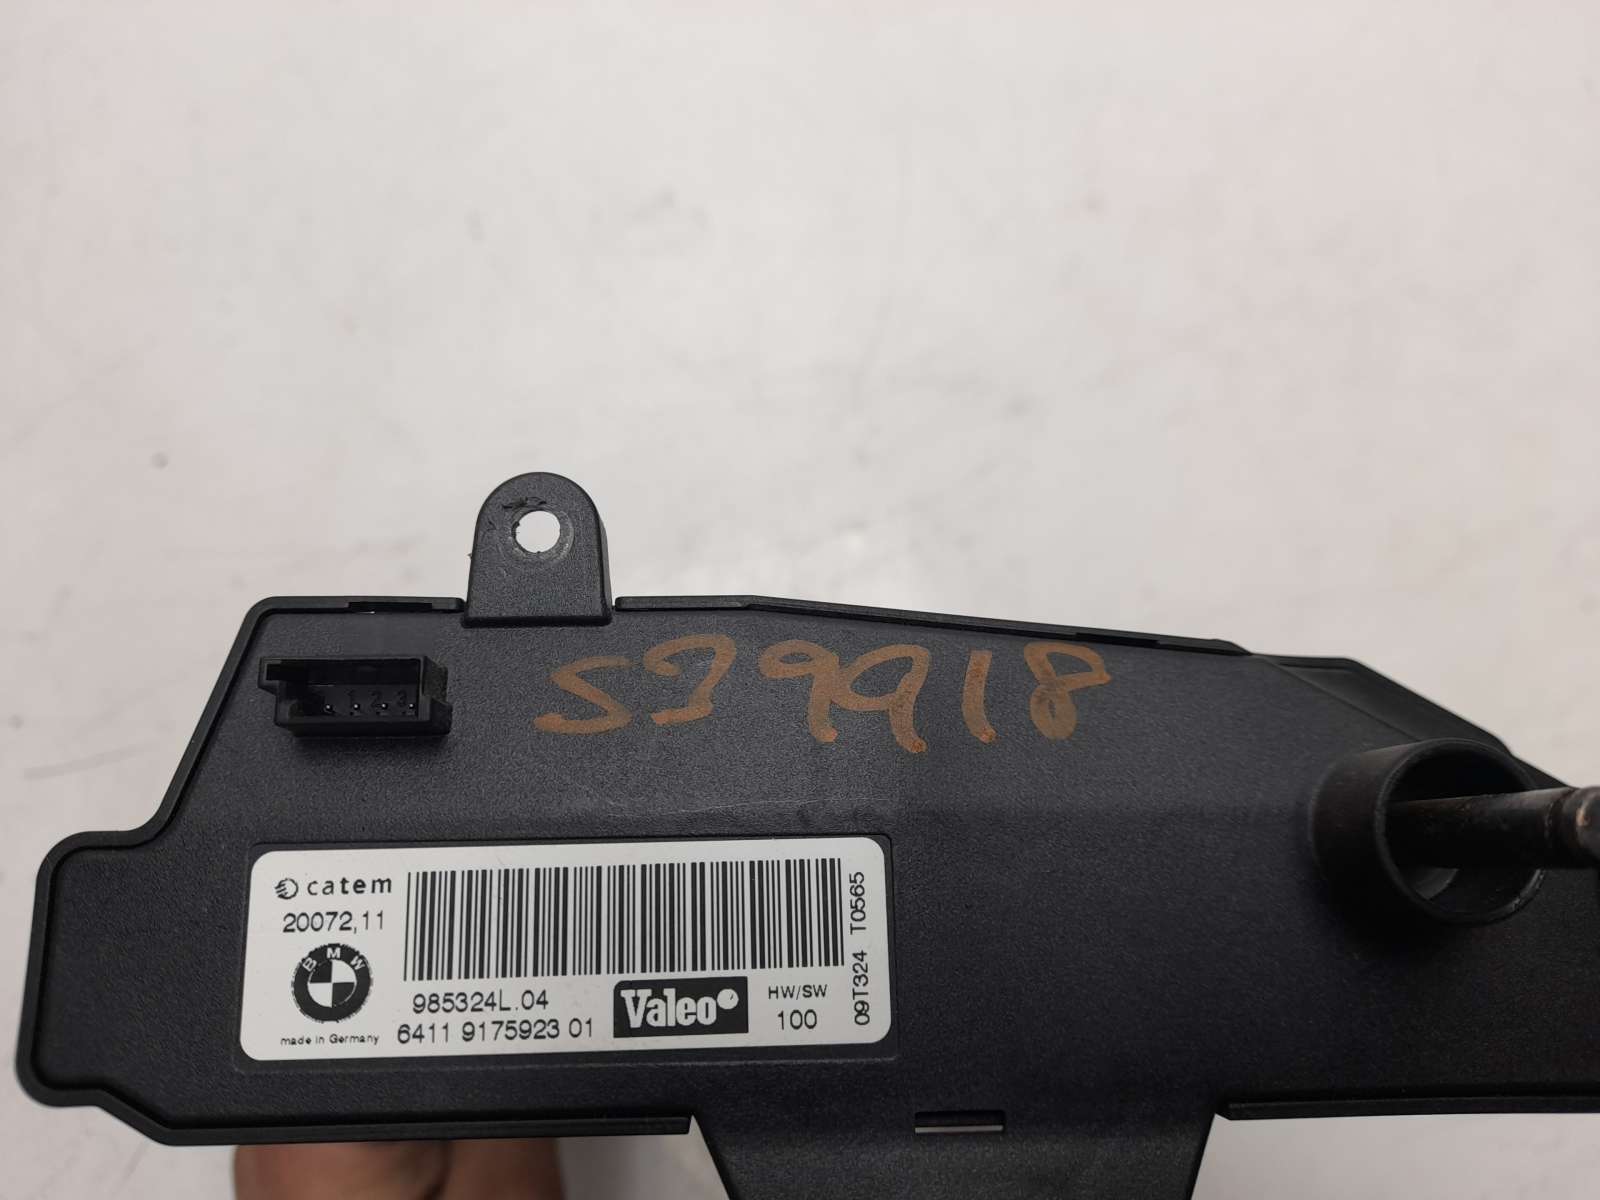 S39918
1 2 3
catem
20072,11
BMW
made in Germany
985324L.04
6411 9175923 01
Valeo
HW/SW
100
09T324 T0565